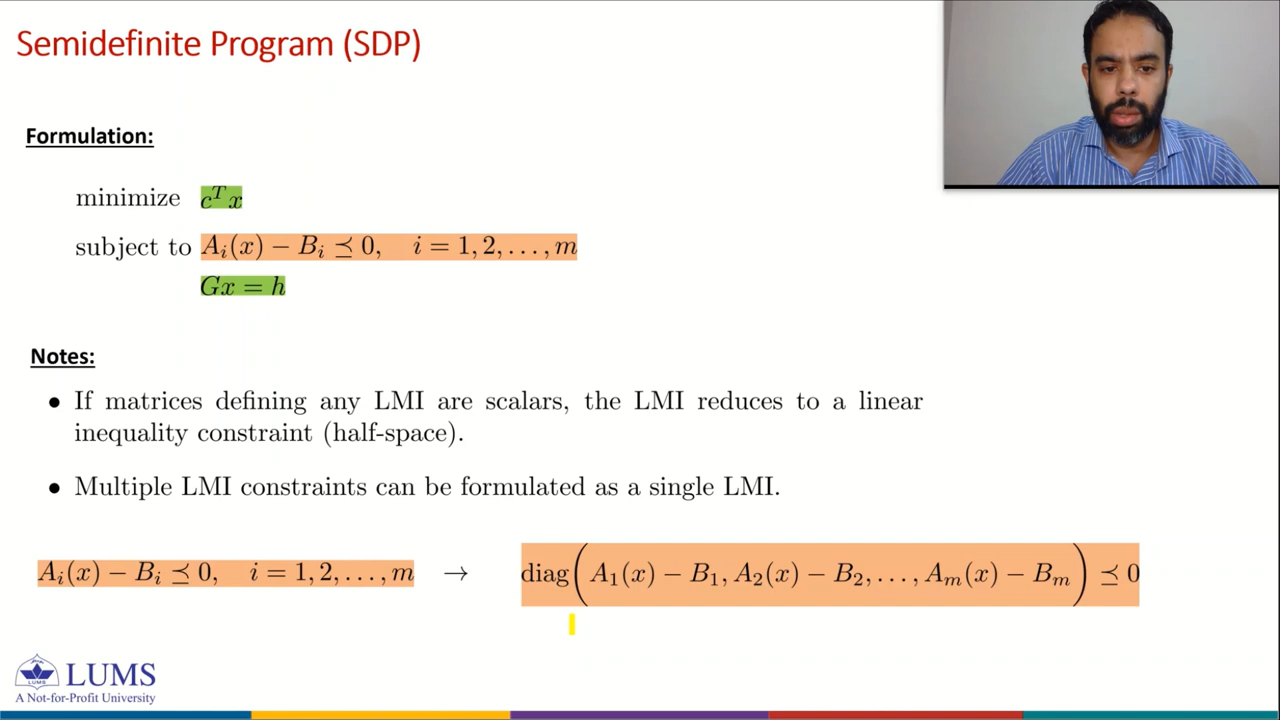 Semidefinite Program (SDP)
Formulation:
minimize c^T x
subject to A_i(x) − B_i ⪯ 0, i = 1, 2, . . . , m
Gx = h
Notes:
• If matrices defining any LMI are scalars, the LMI reduces to a linear
inequality constraint (half-space).
• Multiple LMI constraints can be formulated as a single LMI.
A_i(x) − B_i ⪯ 0, i = 1, 2, . . . , m → diag(A_1(x) − B_1, A_2(x) − B_2, . . . , A_m(x) − B_m) ⪯ 0
LUMS
LUMS
A Not-for-Profit University